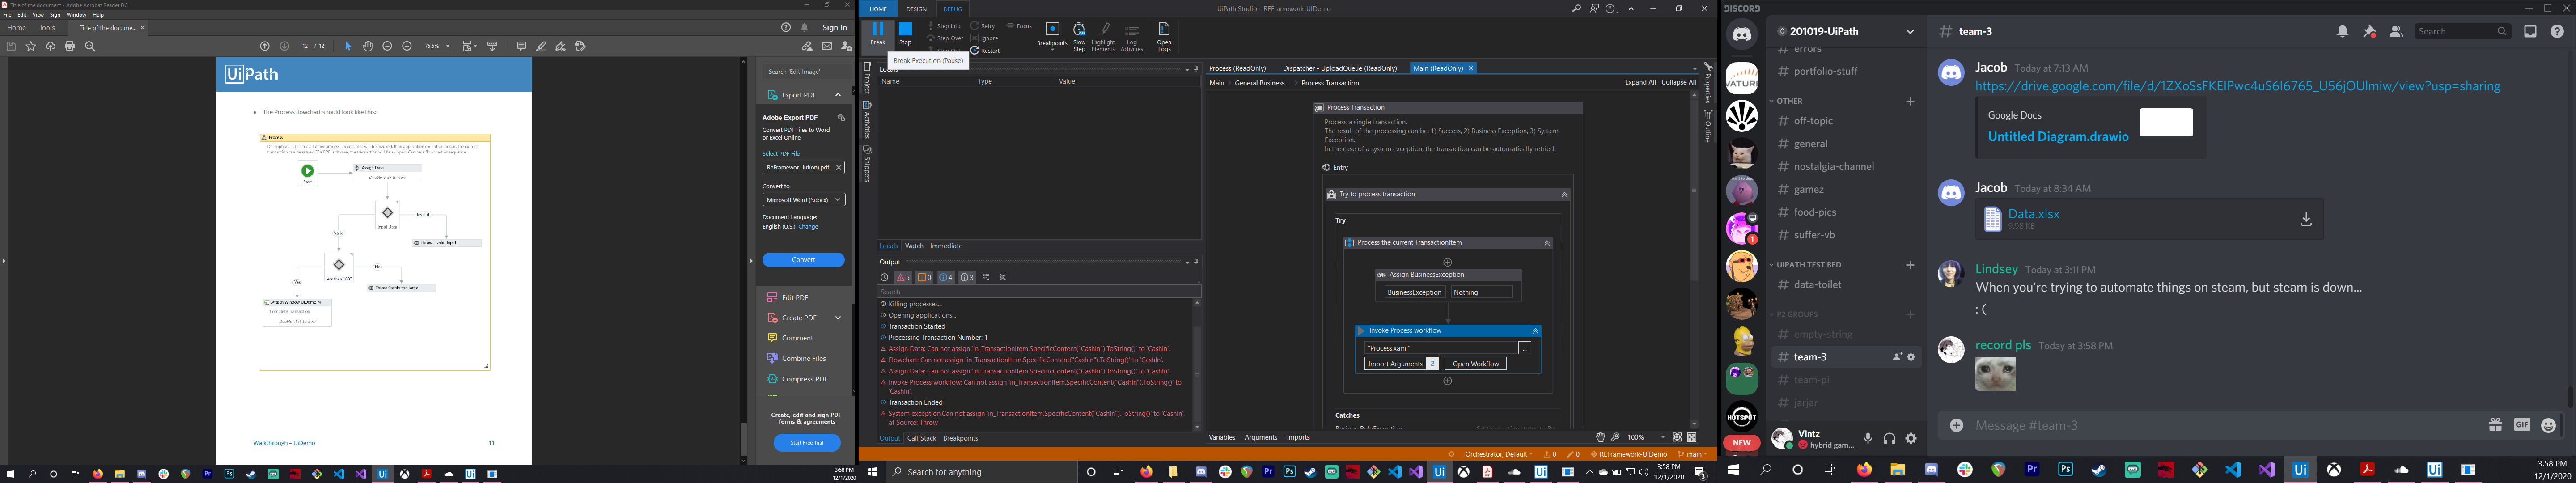 Title of the document - Adobe Acrobat Reader DC
File Edit View Sign Window Help
Home Tools Title of the docume... × Sign In
12 / 12 75.5%
UiPath
• The Process flowchart should look like this:
Process
Start
Assign Data
Double-click to view
Input Data
Invalid
Valid
Throw Invalid Input
No
Yes
Throw CashIn too large
Attach Window UiDemo
Complete Transaction
Double-click to view
Walkthrough – UiDemo 11
Search 'Edit Image'
Export PDF
Adobe Export PDF
Convert PDF Files to Word
or Excel Online
Select PDF File
ReFramewor...lution).pdf ×
Convert to
Microsoft Word (*.docx)
Document Language:
English (U.S.) Change
Convert
Edit PDF
Create PDF
Comment
Combine Files
Compress PDF
Create, edit and sign PDF
forms & agreements
Start Free Trial
3:58 PM
12/1/2020
HOME DESIGN DEBUG
UiPath Studio - REFramework-UIDemo
Break
Stop
Step Into
Step Over
Step Out
Retry
Ignore
Restart
Focus
Breakpoints
Slow
Step
Highlight
Elements
Log
Activities
Open
Logs
Break Execution (Pause)
Project
Activities
Snippets
Locals
Name Type Value
Locals Watch Immediate
Output
5 0 4 3
Search
Killing processes...
Opening applications...
Transaction Started
Processing Transaction Number: 1
Assign Data: Can not assign 'in_TransactionItem.SpecificContent("CashIn").ToString()' to 'CashIn'.
Flowchart: Can not assign 'in_TransactionItem.SpecificContent("CashIn").ToString()' to 'CashIn'.
Assign Data: Can not assign 'in_TransactionItem.SpecificContent("CashIn").ToString()' to 'CashIn'.
Invoke Process workflow: Can not assign 'in_TransactionItem.SpecificContent("CashIn").ToString()' to
'CashIn'.
Transaction Ended
System exception.Can not assign 'in_TransactionItem.SpecificContent("CashIn").ToString()' to 'CashIn'.
at Source: Throw
Output Call Stack Breakpoints
Process (ReadOnly) Dispatcher - UploadQueue (ReadOnly) Main (ReadOnly) ×
Main > General Business ... > Process Transaction Expand All Collapse All
Process Transaction
Process a single transaction.
The result of the processing can be: 1) Success, 2) Business Exception, 3) System
Exception.
In the case of a system exception, the transaction can be automatically retried.
Entry
Try to process transaction
Try
Process the current TransactionItem
Assign BusinessException
BusinessException = Nothing
Invoke Process workflow
"Process.xaml" ...
Import Arguments 2 Open Workflow
Catches
BusinessRuleException
Variables Arguments Imports 100%
Properties
Outline
Orchestrator, Default 0 0 REFramework-UIDemo main
Search for anything
3:58 PM
12/1/2020
3
DISCORD
201019-UiPath
# team-3
Search
errors
portfolio-stuff
OTHER
off-topic
general
nostalgia-channel
gamez
food-pics
suffer-vb
UIPATH TEST BED
data-toilet
P2 GROUPS
empty-string
team-3
team-pi
jarjar
VATURE
1
HOTSPOT
NEW
Vintz
hybrid gam...
Jacob Today at 7:13 AM
https://drive.google.com/file/d/1ZXoSsFKEIPwc4uS6I6765_U56jOUImiw/view?usp=sharing
Google Docs
Untitled Diagram.drawio
Jacob Today at 8:34 AM
Data.xlsx
9.98 KB
Lindsey Today at 3:11 PM
When you're trying to automate things on steam, but steam is down...
: (
record pls Today at 3:58 PM
Message #team-3
GIF
3:58 PM
12/1/2020